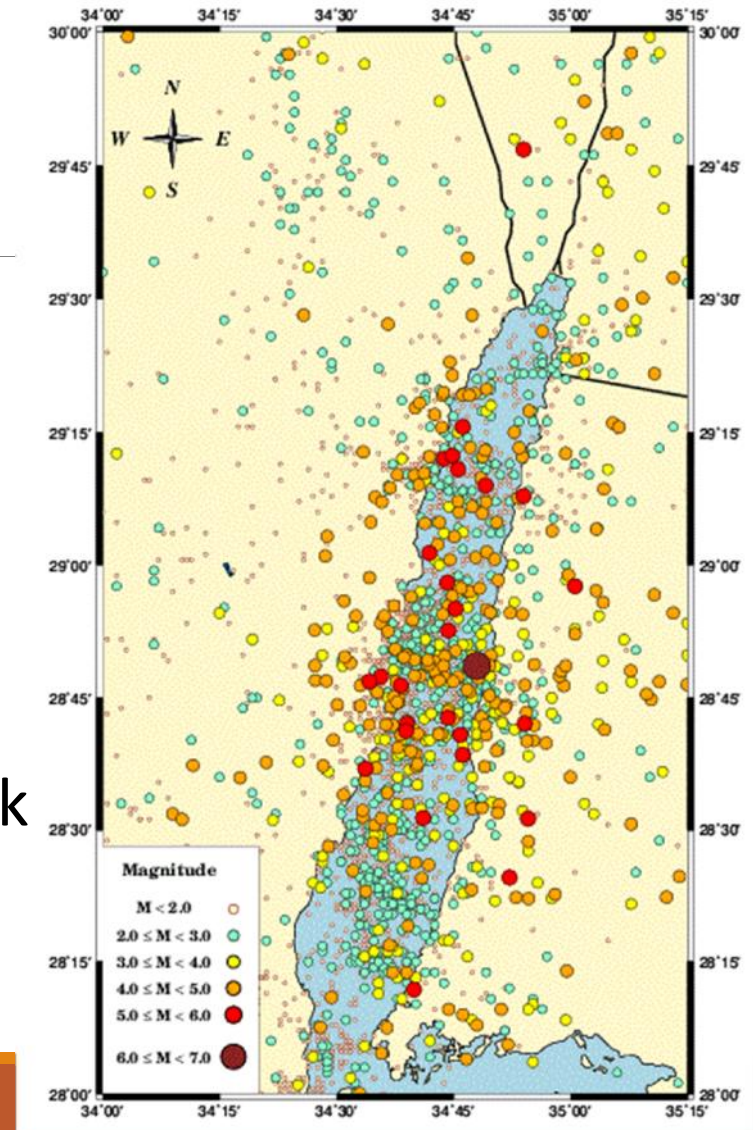 34°00' 34°15' 34°30' 34°45' 35°00' 35°15'
30°00' 30°00'
N
W E
S
29°45' 29°45'
29°30' 29°30'
29°15' 29°15'
29°00' 29°00'
28°45' 28°45'
k
28°30' 28°30'
Magnitude
M < 2.0
2.0 ≤ M < 3.0
3.0 ≤ M < 4.0
4.0 ≤ M < 5.0
5.0 ≤ M < 6.0
6.0 ≤ M < 7.0
28°15' 28°15'
28°00' 28°00'
34°00' 34°15' 34°30' 34°45' 35°00' 35°15'